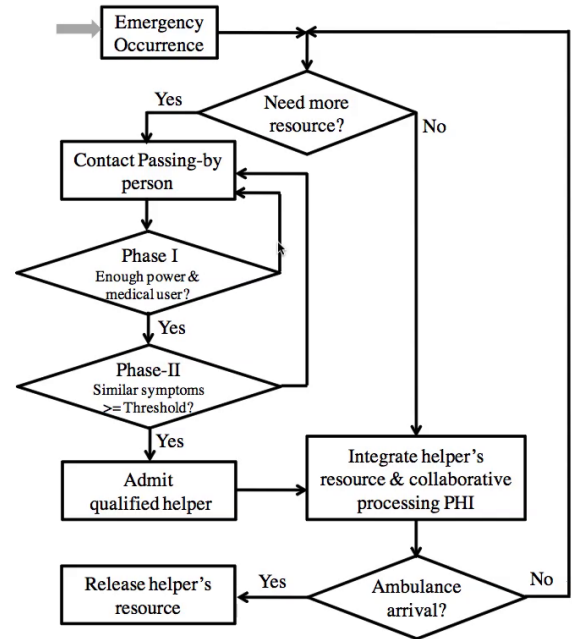 Emergency
Occurrence
Need more
resource?
Yes
No
Contact Passing-by
person
Phase I
Enough power &
medical user?
Yes
Phase-II
Similar symptoms
>= Threshold?
Yes
Admit
qualified helper
Integrate helper's
resource & collaborative
processing PHI
Ambulance
arrival?
Yes
No
Release helper's
resource